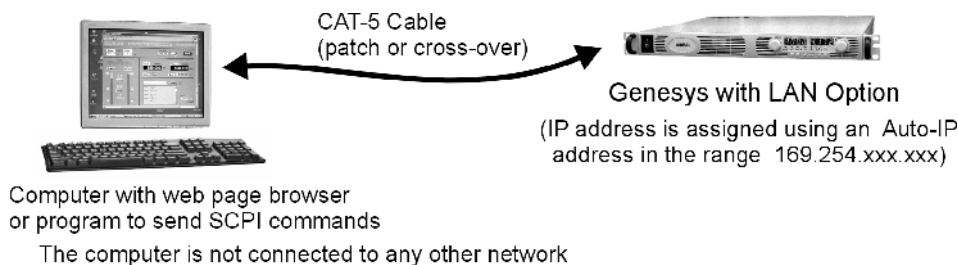 CAT-5 Cable
(patch or cross-over)
Genesys with LAN Option
(IP address is assigned using an Auto-IP
address in the range 169.254.xxx.xxx)
Computer with web page browser
or program to send SCPI commands
The computer is not connected to any other network